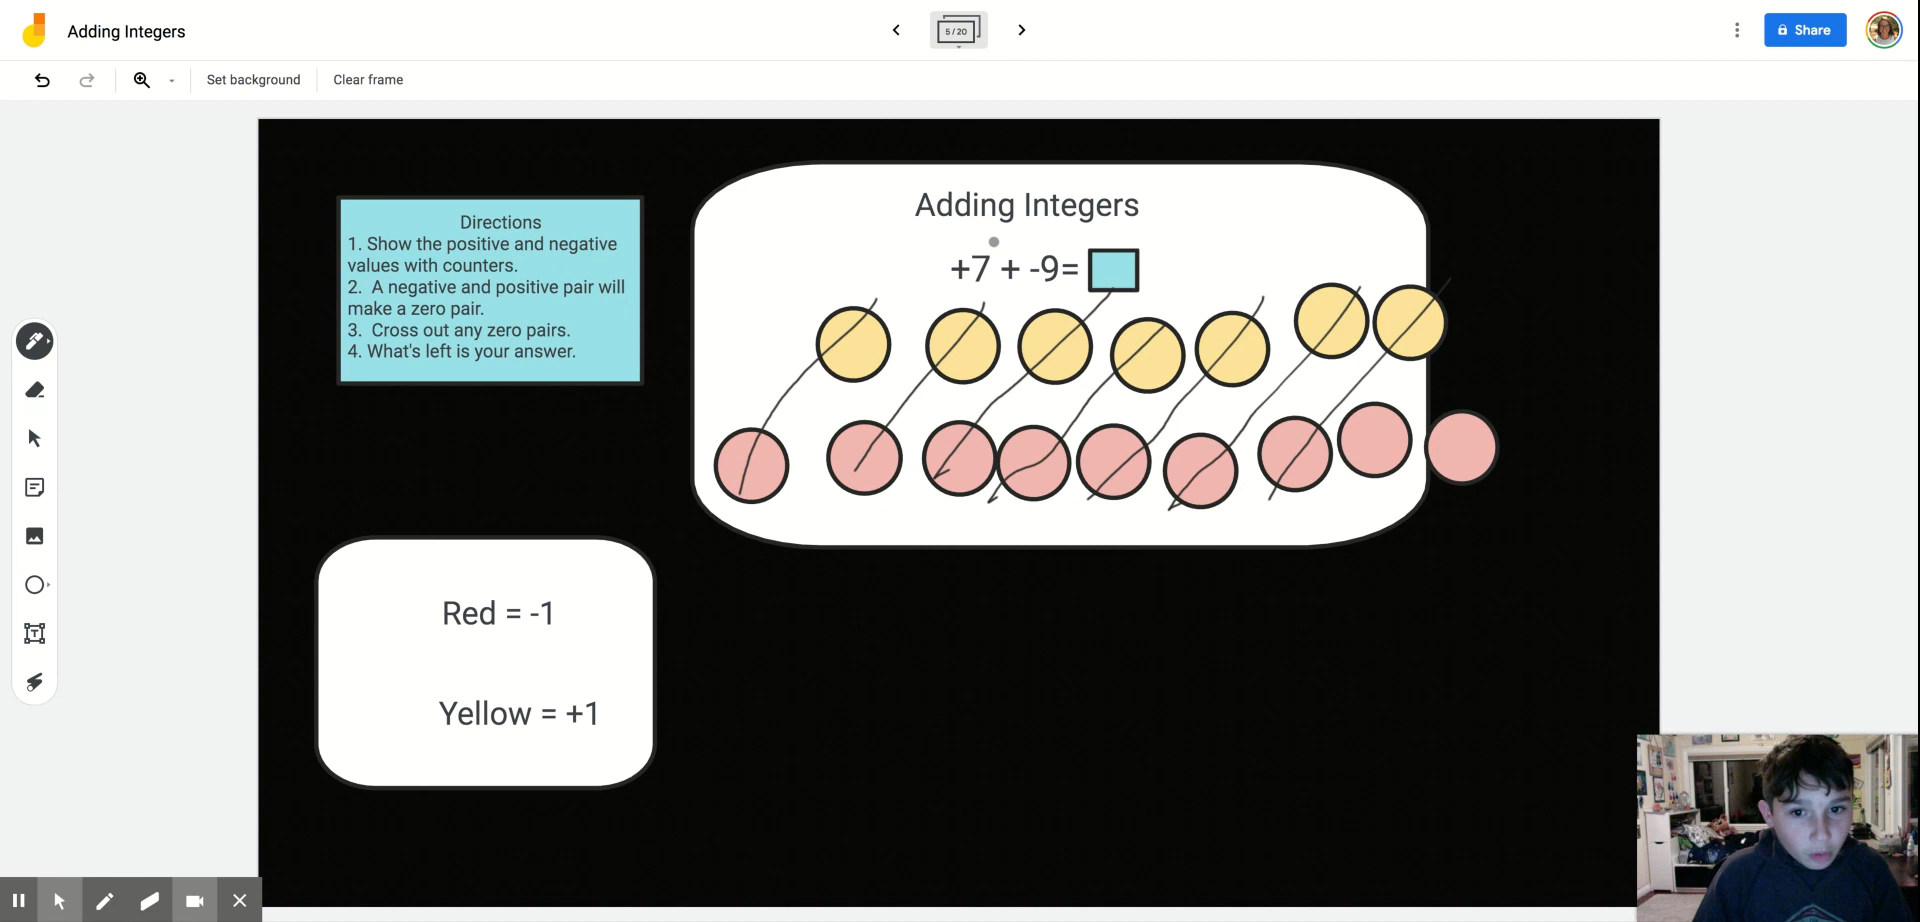 Adding Integers
5 / 20
Share
Set background
Clear frame
Directions
1. Show the positive and negative
values with counters.
2. A negative and positive pair will
make a zero pair.
3. Cross out any zero pairs.
4. What's left is your answer.
Adding Integers
+7 + -9=
Red = -1
Yellow = +1